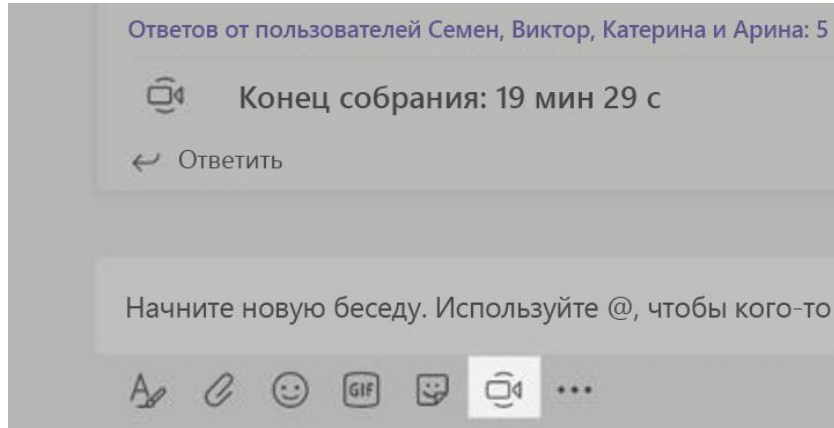 Ответов от пользователей Семен, Виктор, Катерина и Арина: 5
Конец собрания: 19 мин 29 с
Ответить
Начните новую беседу. Используйте @, чтобы кого-то
GIF